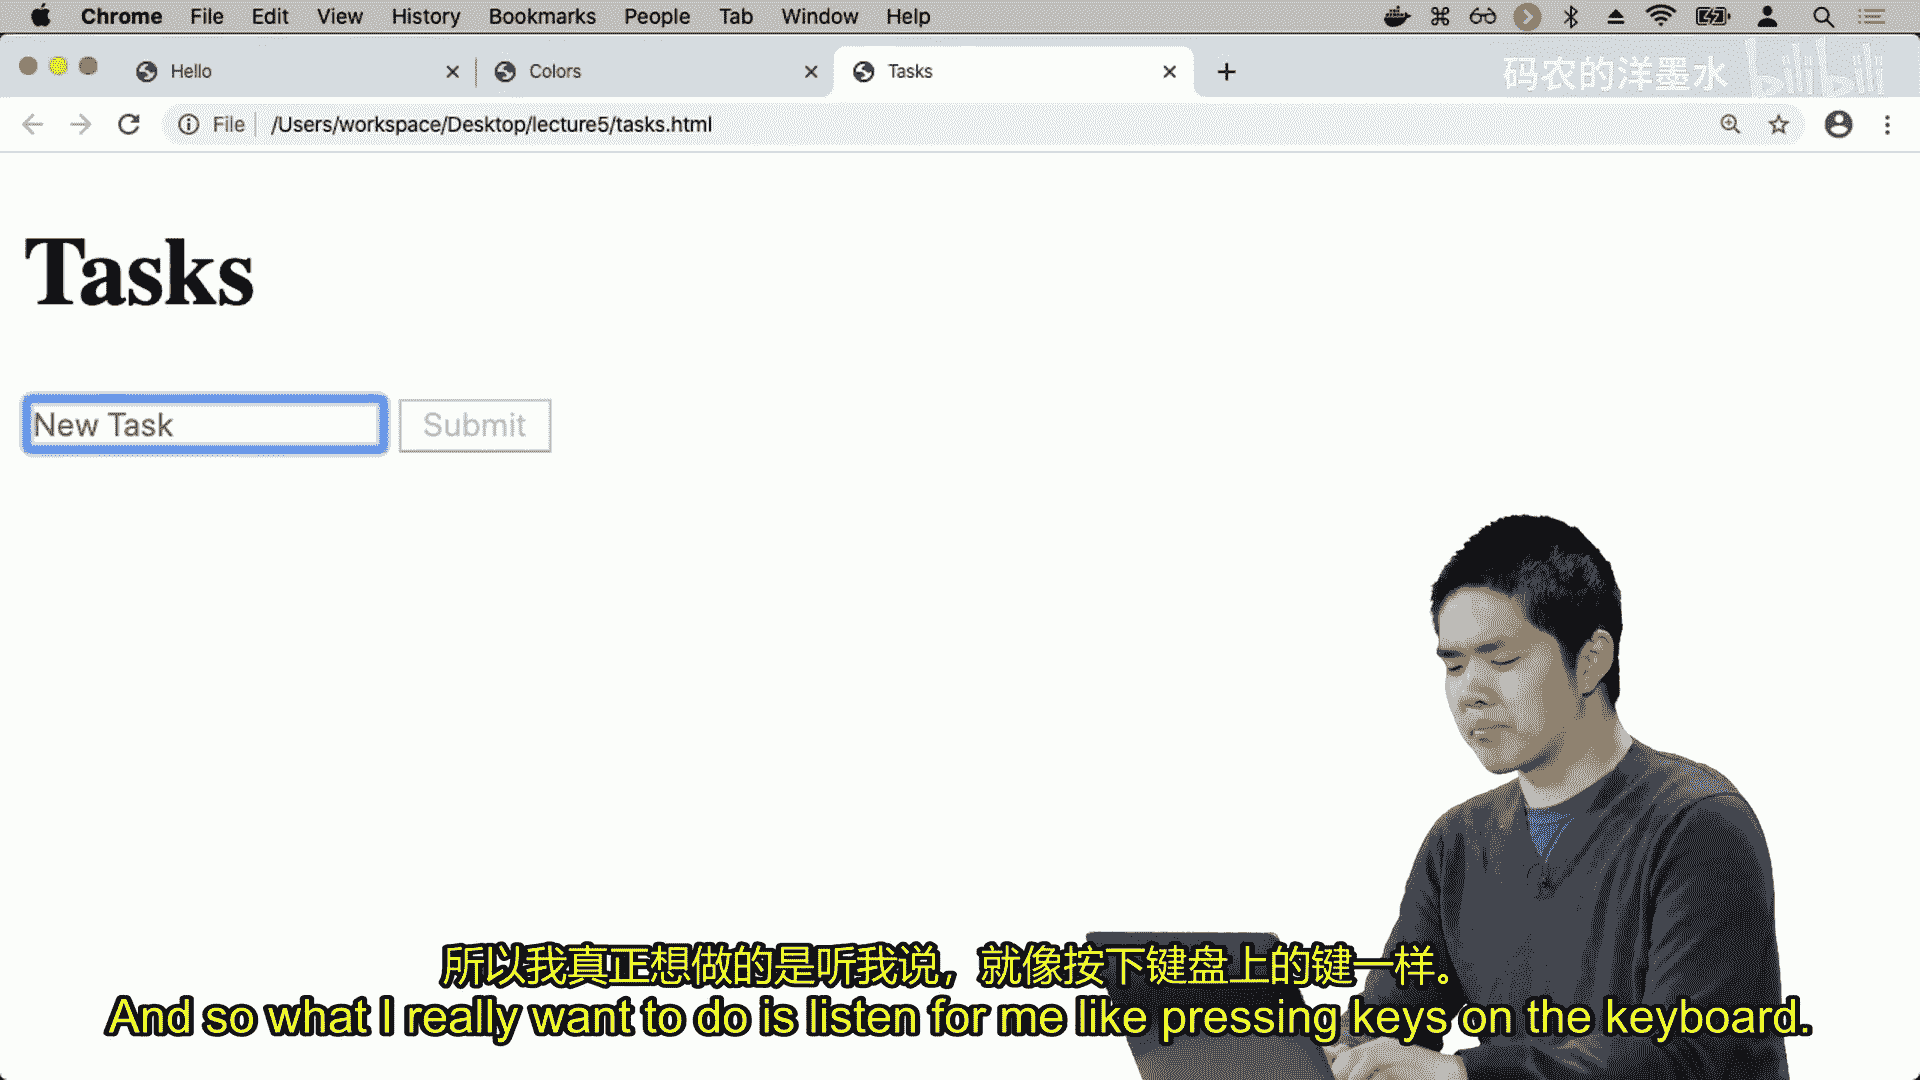 Chrome File Edit View History Bookmarks People Tab Window Help
Hello
Colors
Tasks
码农的洋墨水 bilibili
File /Users/workspace/Desktop/lecture5/tasks.html
Tasks
New Task
Submit
所以我真正想做的是听我说，就像按下键盘上的键一样。
And so what I really want to do is listen for me like pressing keys on the keyboard.